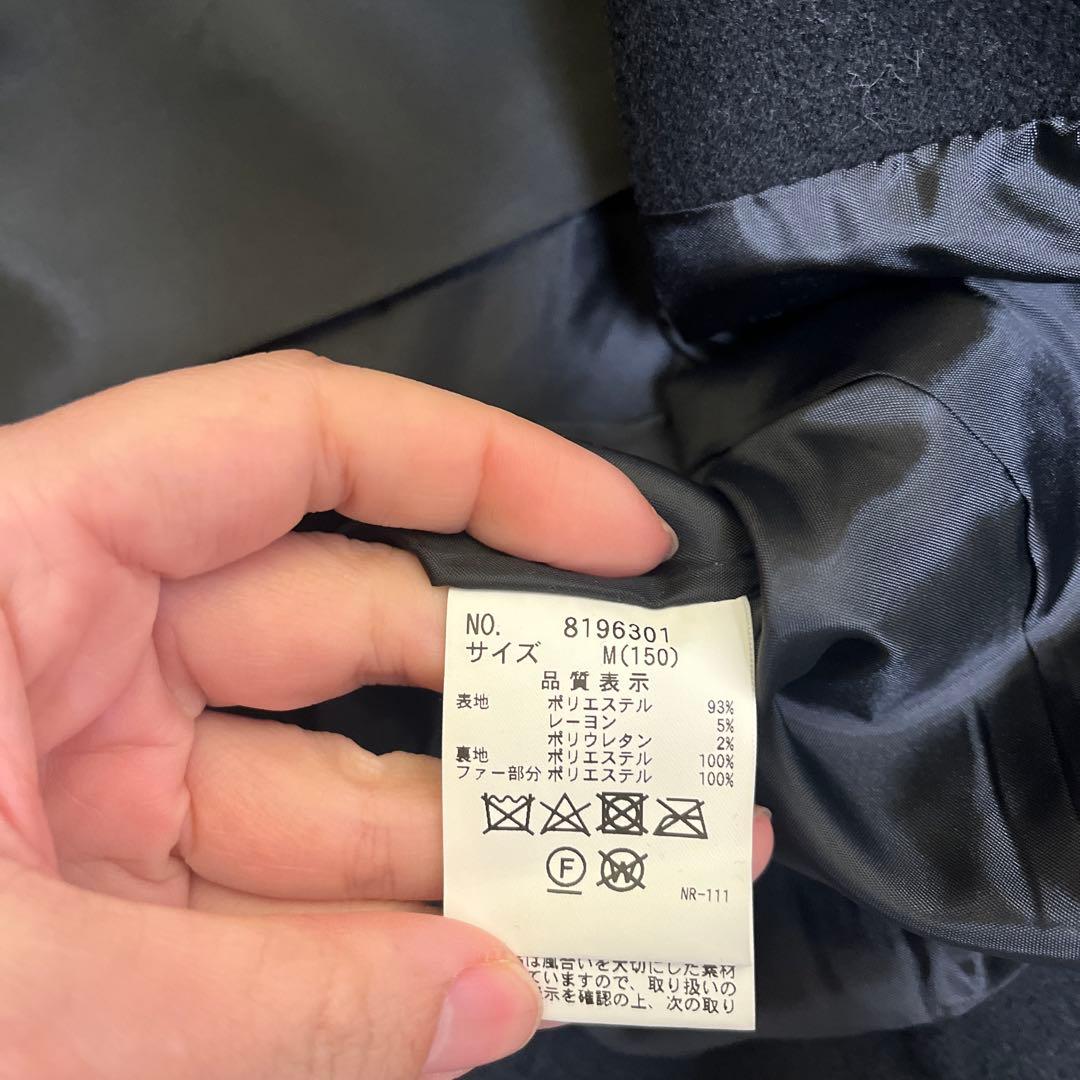 NO. 8196301
サイズ M(150)
品質表示
表地 ポリエステル 93%
レーヨン 5%
ポリウレタン 2%
裏地 ポリエステル 100%
ファー部分 ポリエステル 100%
F W
NR-111
は風合いを大切にした素材
ていますので、取り扱いの
示を確認の上、次の取り